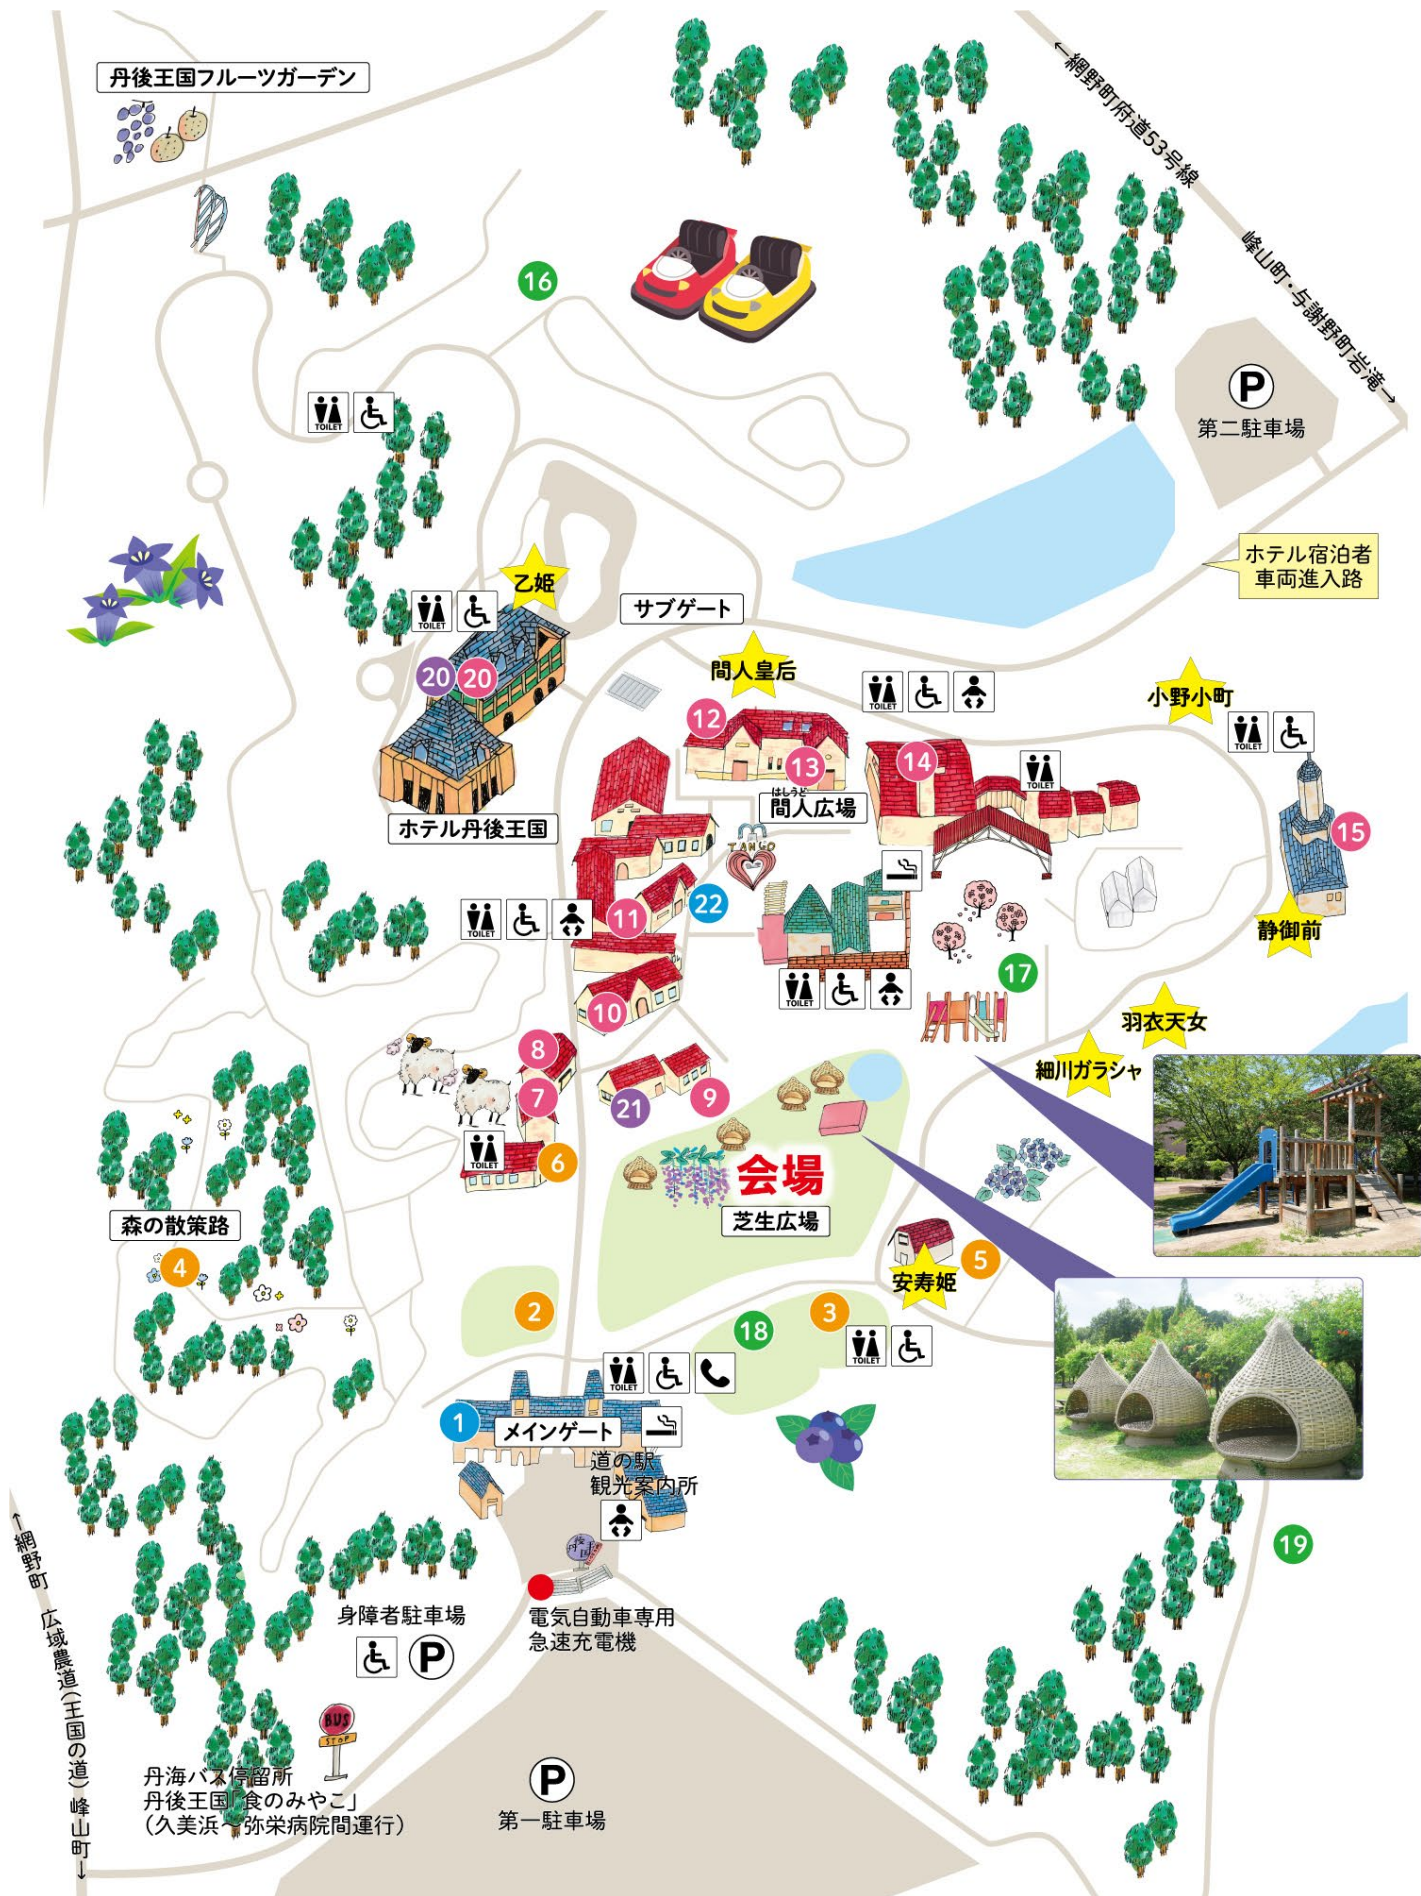 丹後王国フルーツガーデン
←網野町府道53号線
峰山町・与謝野町岩滝→
16
P
第二駐車場
TOILET
ホテル宿泊者
車両進入路
乙姫
サブゲート
TOILET
間人皇后
小野小町
20
20
TOILET
TOILET
12
13
14
TOILET
はしうど
間人広場
ホテル丹後王国
15
TANGO
22
11
TOILET
静御前
17
TOILET
10
羽衣天女
細川ガラシャ
8
7
21
9
TOILET
6
会場
芝生広場
森の散策路
4
安寿姫
5
2
3
18
TOILET
TOILET
1
メインゲート
道の駅
観光案内所
19
丹後王国
身障者駐車場
P
電気自動車専用
急速充電機
←網野町 広域農道(王国の道) 峰山町→
BUS
STOP
丹海バス停留所
丹後王国「食のみやこ」
(久美浜〜弥栄病院間運行)
P
第一駐車場